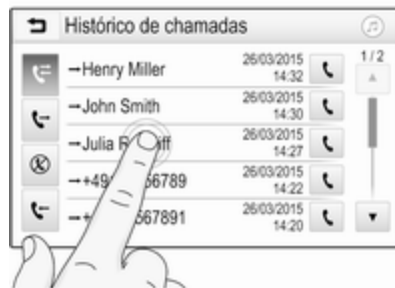 Histórico de chamadas
1/2
→Henry Miller 26/03/2015 14:32
→John Smith 26/03/2015 14:30
→Julia 26/03/2015 14:27
26/03/2015 14:22
26/03/2015 14:20